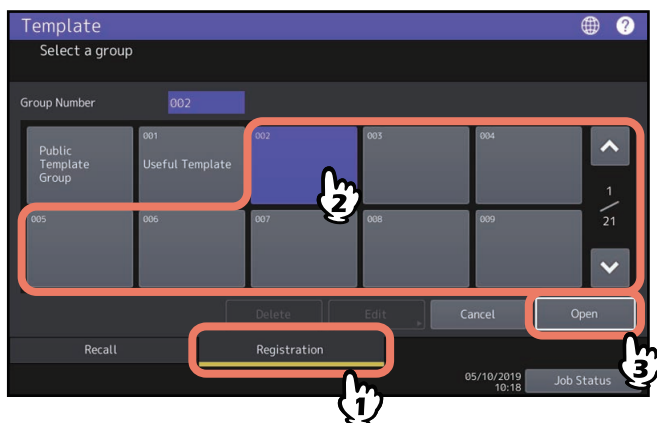 Template
?
Select a group
Group Number 002
Public
Template
Group
001
Useful Template
002
003
004
1
21
005
006
007
008
009
2
Delete
Edit
Cancel
Open
Recall
Registration
3
05/10/2019
10:18
Job Status
1